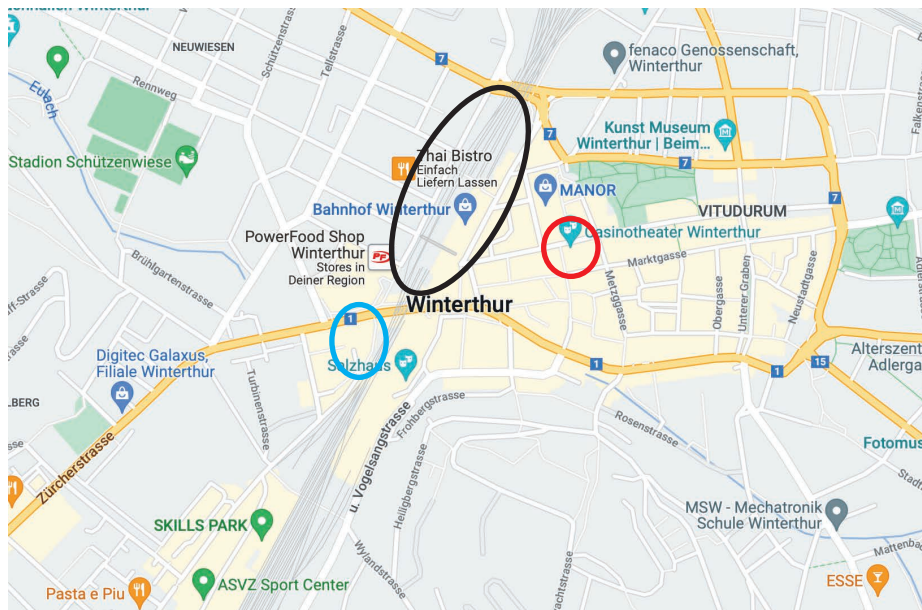 NEUWIESEN
Schützenstrasse
Tellstrasse
7
fenaco Genossenschaft,
Winterthur
Rennweg
Eulach
7
7
Kunst Museum
Winterthur | Beim...
Stadion Schützenwiese
Thai Bistro
Einfach
Liefern Lassen
7
MANOR
Bahnhof Winterthur
VITUDURUM
Casinotheater Winterthur
PowerFood Shop
Winterthur
Stores in
Deiner Region
PF
Marktgasse
Brühlgartenstrasse
Metzggasse
Obergasse
Unterer Graben
Neustadtgasse
Winterthur
1
Digitec Galaxus,
Filiale Winterthur
Salzhaus
1
1
15
Alterszent
Adlerga
Turbinenstrasse
Zürcherstrasse
u. Vogelsangstrasse
Frohbergstrasse
Heiligbergstrasse
Rosenstrasse
Fotomus
LBERG
SKILLS PARK
MSW - Mechatronik
Schule Winterthur
Wylandstrasse
Mattenba
ASVZ Sport Center
Pasta e Piu
ESSE